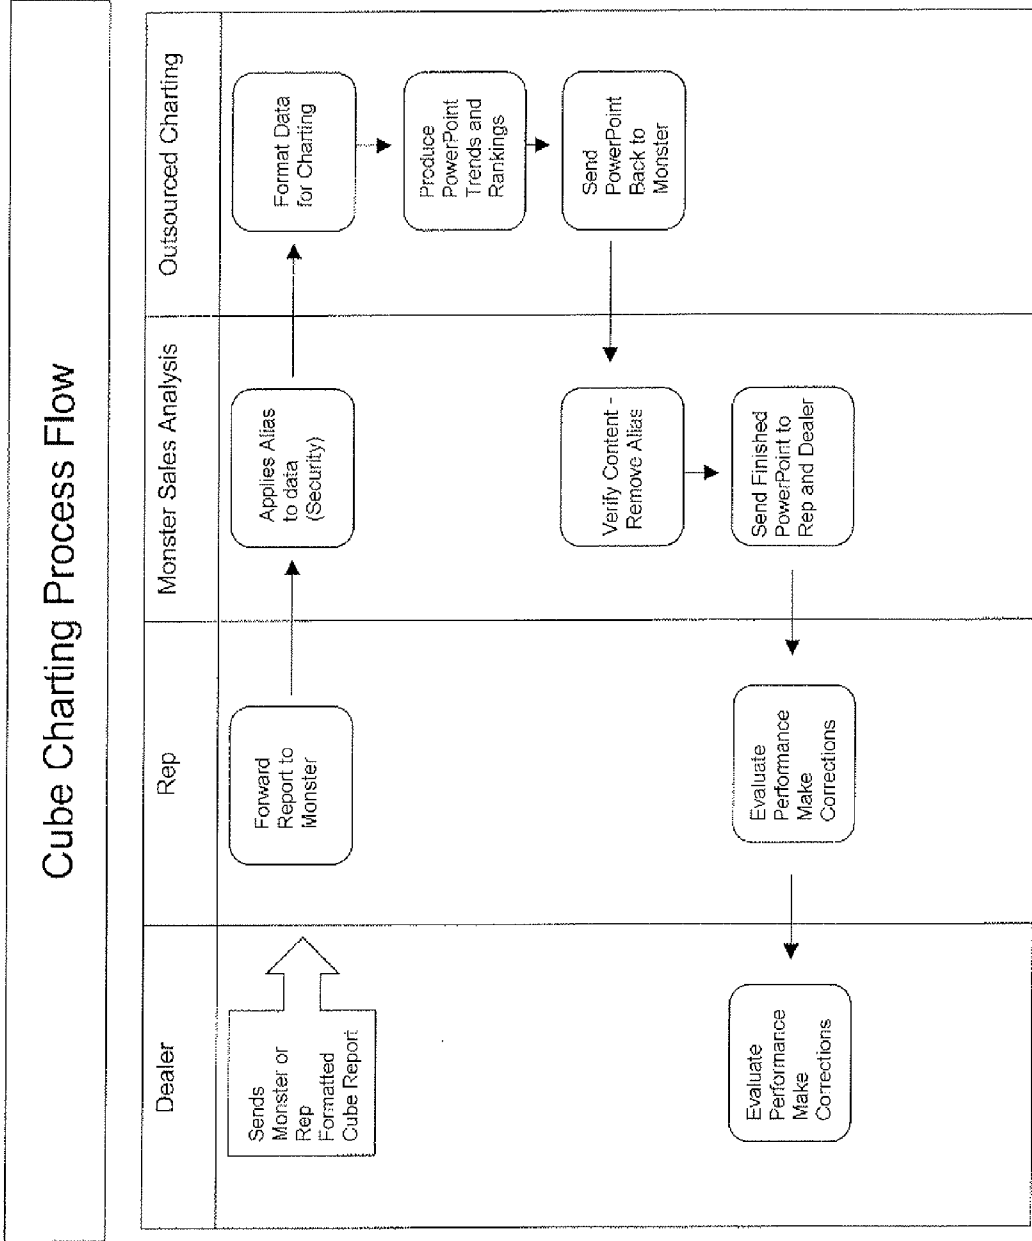 Cube Charting Process Flow
Dealer
Rep
Monster Sales Analysis
Outsourced Charting
Sends
Monster or
Rep
Formatted
Cube Report
Forward
Report to
Monster
Applies Alias
to data
(Security)
Format Data
for Charting
Produce
PowerPoint
Trends and
Rankings
Send
PowerPoint
Back to
Monster
Verify Content -
Remove Alias
Send Finished
PowerPoint to
Rep and Dealer
Evaluate
Performance
Make
Corrections
Evaluate
Performance
Make
Corrections